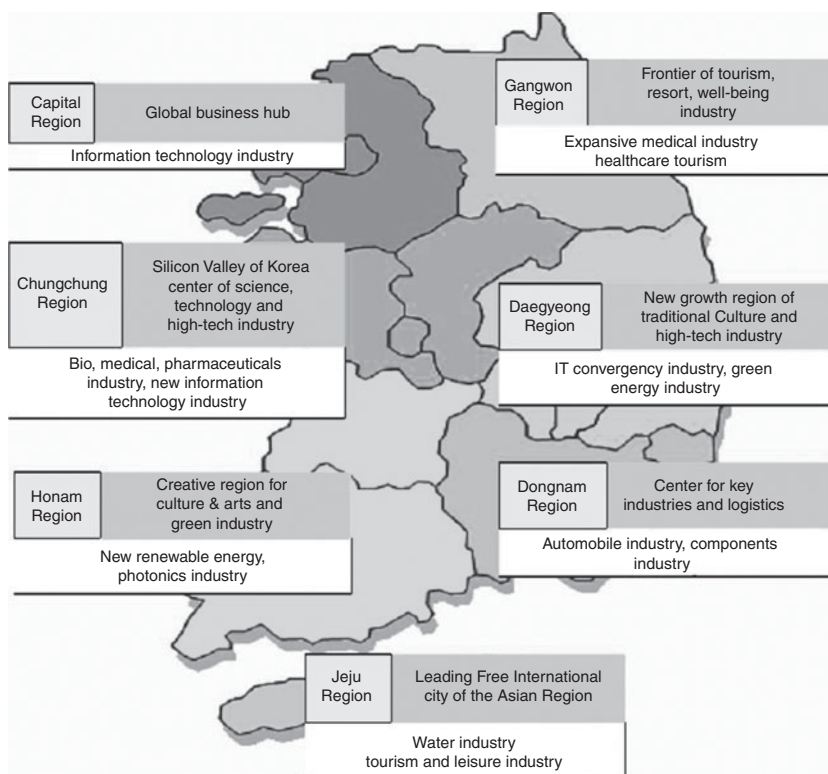 Capital
Region
Global business hub
Information technology industry
Gangwon
Region
Frontier of tourism,
resort, well-being
industry
Expansive medical industry
healthcare tourism
Chungchung
Region
Silicon Valley of Korea
center of science,
technology and
high-tech industry
Bio, medical, pharmaceuticals
industry, new information
technology industry
Daegyeong
Region
New growth region of
traditional Culture and
high-tech industry
IT convergency industry, green
energy industry
Honam
Region
Creative region for
culture & arts and
green industry
New renewable energy,
photonics industry
Dongnam
Region
Center for key
industries and logistics
Automobile industry, components
industry
Jeju
Region
Leading Free International
city of the Asian Region
Water industry
tourism and leisure industry